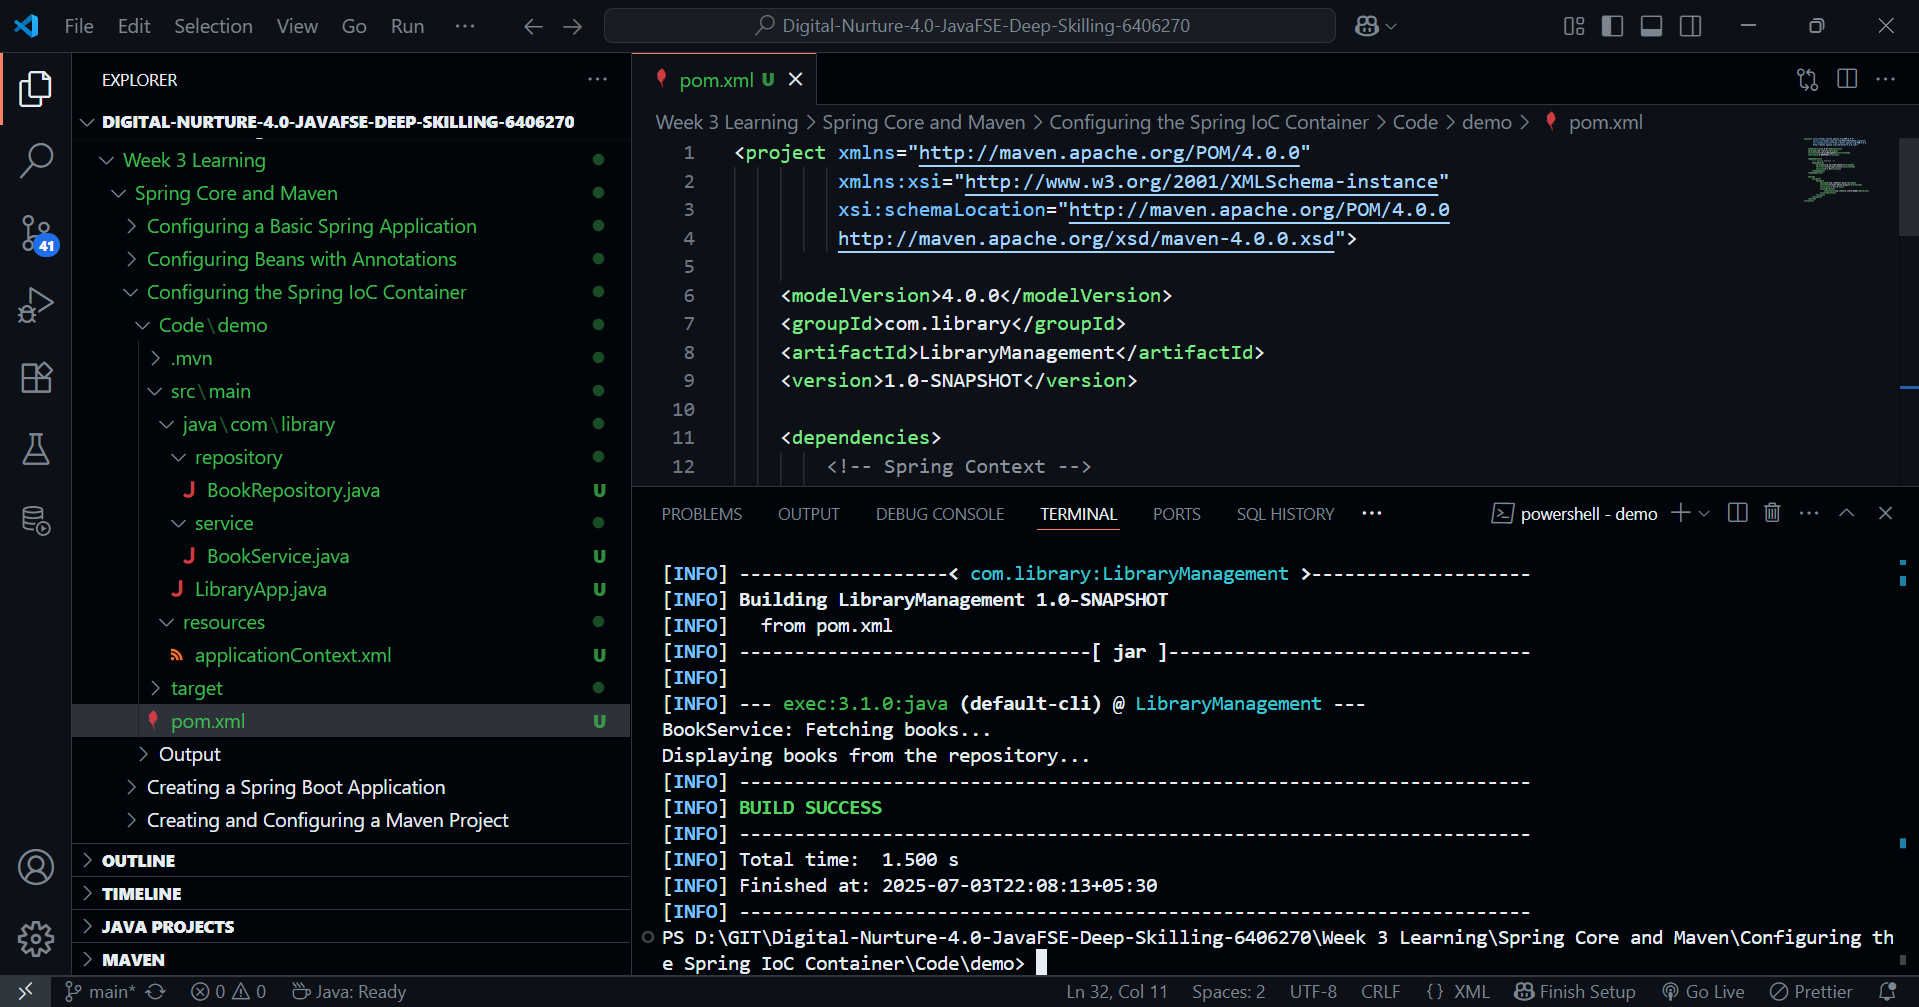 File Edit Selection View Go Run ···
Digital-Nurture-4.0-JavaFSE-Deep-Skilling-6406270
EXPLORER
DIGITAL-NURTURE-4.0-JAVAFSE-DEEP-SKILLING-6406270
Week 3 Learning
Spring Core and Maven
Configuring a Basic Spring Application
Configuring Beans with Annotations
Configuring the Spring IoC Container
Code\demo
.mvn
src\main
java\com\library
repository
J BookRepository.java U
service
J BookService.java U
J LibraryApp.java U
resources
applicationContext.xml U
target
pom.xml U
Output
Creating a Spring Boot Application
Creating and Configuring a Maven Project
OUTLINE
TIMELINE
JAVA PROJECTS
MAVEN
41
pom.xml U
Week 3 Learning > Spring Core and Maven > Configuring the Spring IoC Container > Code > demo > pom.xml
1 <project xmlns="http://maven.apache.org/POM/4.0.0"
2 xmlns:xsi="http://www.w3.org/2001/XMLSchema-instance"
3 xsi:schemaLocation="http://maven.apache.org/POM/4.0.0
4 http://maven.apache.org/xsd/maven-4.0.0.xsd">
5
6 <modelVersion>4.0.0</modelVersion>
7 <groupId>com.library</groupId>
8 <artifactId>LibraryManagement</artifactId>
9 <version>1.0-SNAPSHOT</version>
10
11 <dependencies>
12 <!-- Spring Context -->
PROBLEMS OUTPUT DEBUG CONSOLE TERMINAL PORTS SQL HISTORY ··· powershell - demo
[INFO] -------------------< com.library:LibraryManagement >--------------------
[INFO] Building LibraryManagement 1.0-SNAPSHOT
[INFO]   from pom.xml
[INFO] --------------------------------[ jar ]---------------------------------
[INFO]
[INFO] --- exec:3.1.0:java (default-cli) @ LibraryManagement ---
BookService: Fetching books...
Displaying books from the repository...
[INFO] ------------------------------------------------------------------------
[INFO] BUILD SUCCESS
[INFO] ------------------------------------------------------------------------
[INFO] Total time:  1.500 s
[INFO] Finished at: 2025-07-03T22:08:13+05:30
[INFO] ------------------------------------------------------------------------
PS D:\GIT\Digital-Nurture-4.0-JavaFSE-Deep-Skilling-6406270\Week 3 Learning\Spring Core and Maven\Configuring th
e Spring IoC Container\Code\demo>
main* 0 0 Java: Ready Ln 32, Col 11 Spaces: 2 UTF-8 CRLF {} XML Finish Setup Go Live Prettier